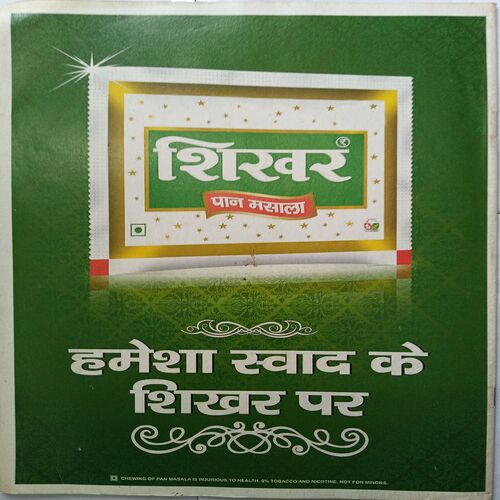 शिखर
पान मसाला
हमेशा स्वाद के
शिखर पर
CHEWING OF PAN MASALA IS INJURIOUS TO HEALTH. 0% TOBACCO AND NICOTINE. NOT FOR MINORS.